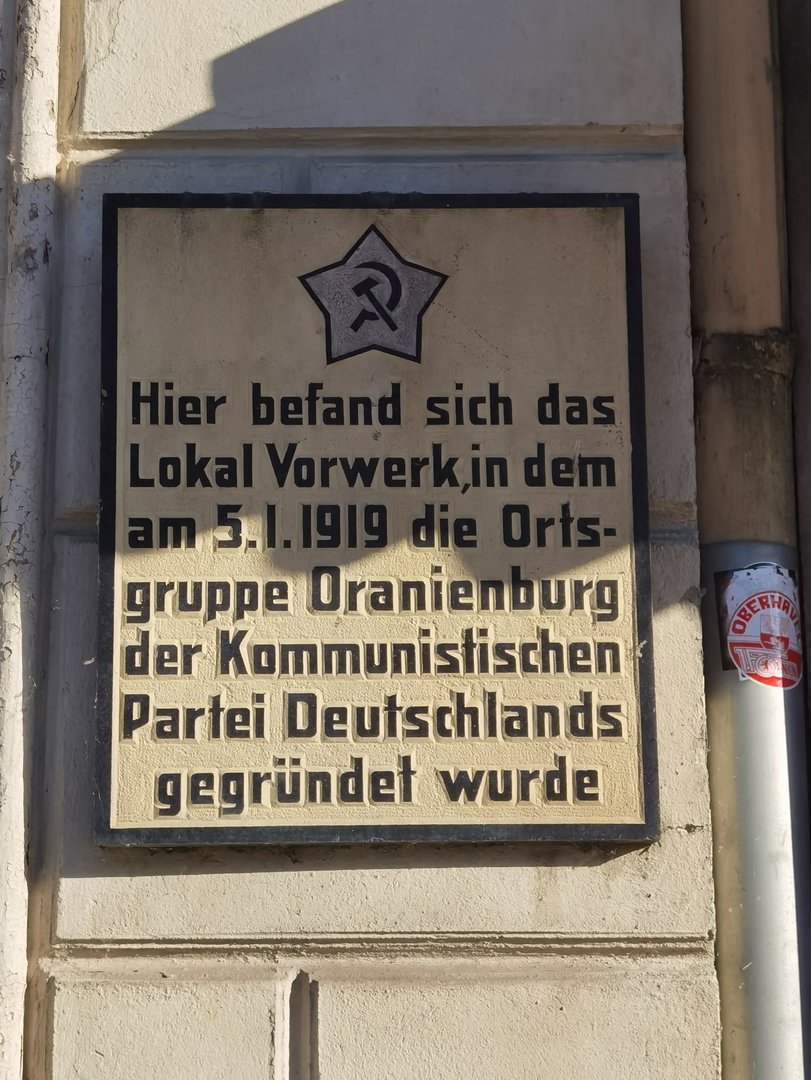 Hier befand sich das
Lokal Vorwerk, in dem
am 5.1.1919 die Orts-
gruppe Oranienburg
der Kommunistischen
Partei Deutschlands
gegründet wurde